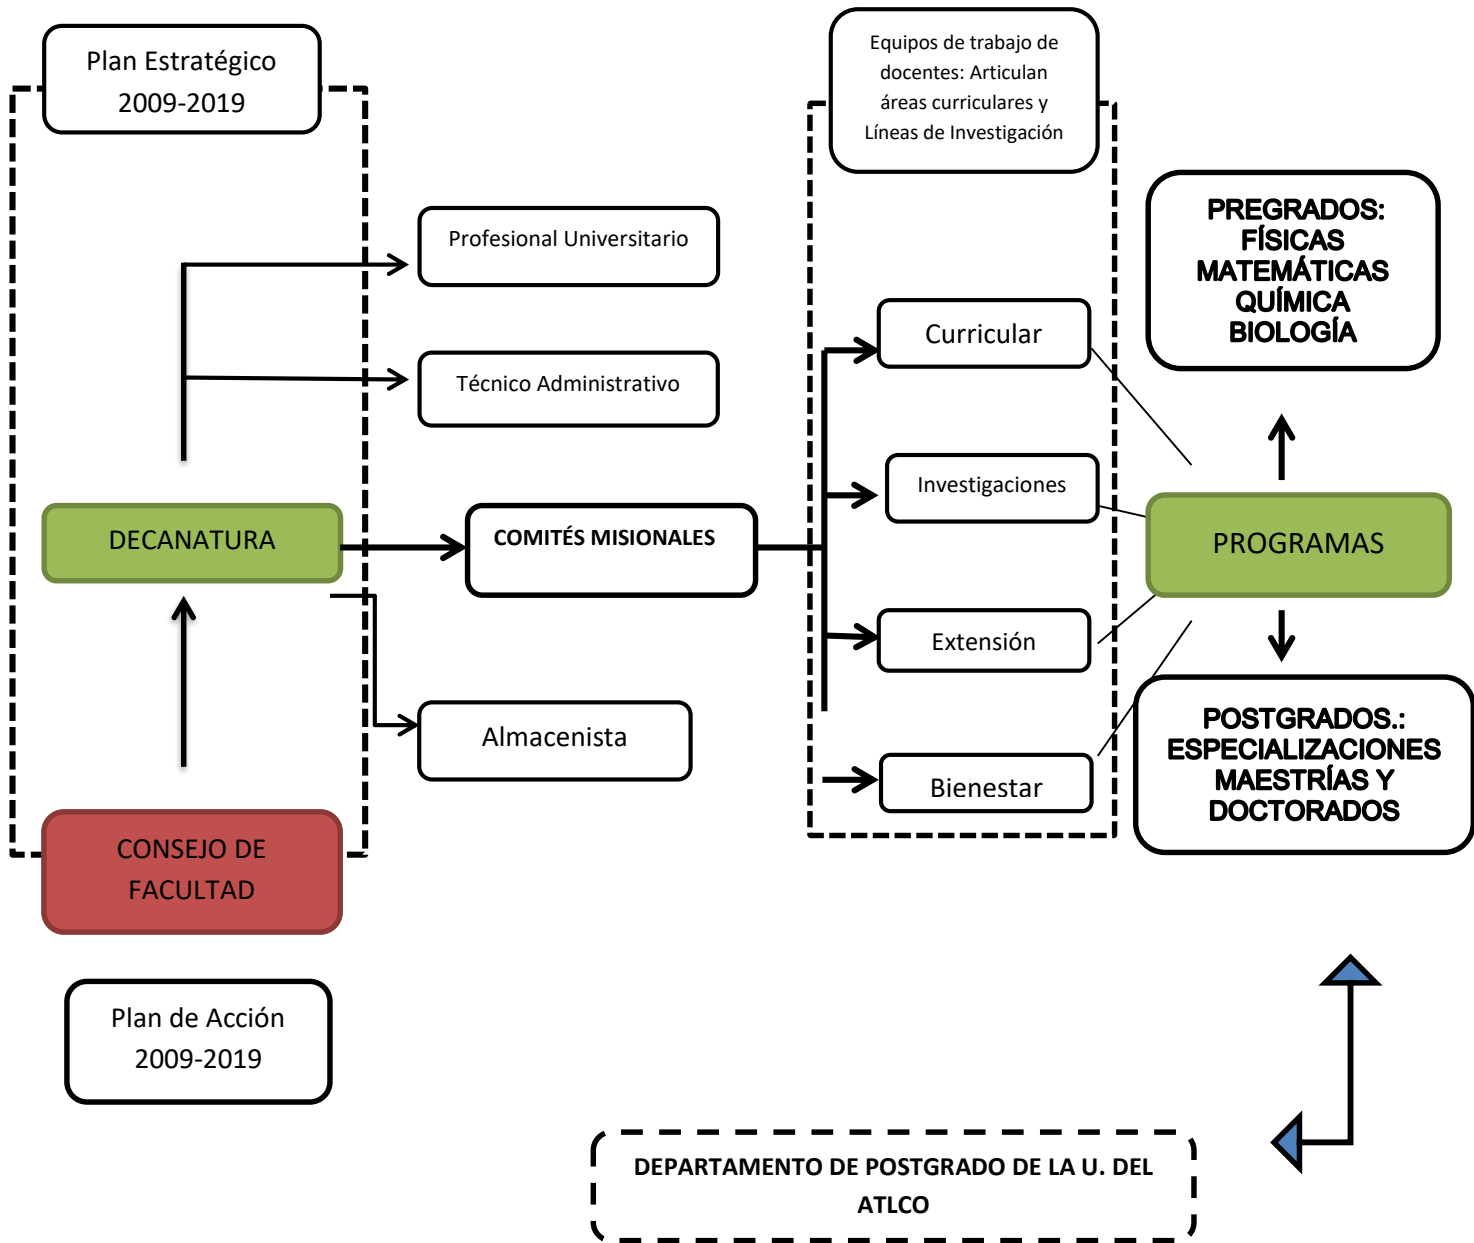 Plan Estratégico
2009-2019
Equipos de trabajo de
docentes: Articulan
áreas curriculares y
Líneas de Investigación
PREGRADOS:
FÍSICAS
MATEMÁTICAS
QUÍMICA
BIOLOGÍA
Profesional Universitario
Curricular
Técnico Administrativo
Investigaciones
DECANATURA
COMITÉS MISIONALES
PROGRAMAS
Extensión
Almacenista
Bienestar
POSTGRADOS.:
ESPECIALIZACIONES
MAESTRÍAS Y
DOCTORADOS
CONSEJO DE
FACULTAD
Plan de Acción
2009-2019
DEPARTAMENTO DE POSTGRADO DE LA U. DEL
ATLCO